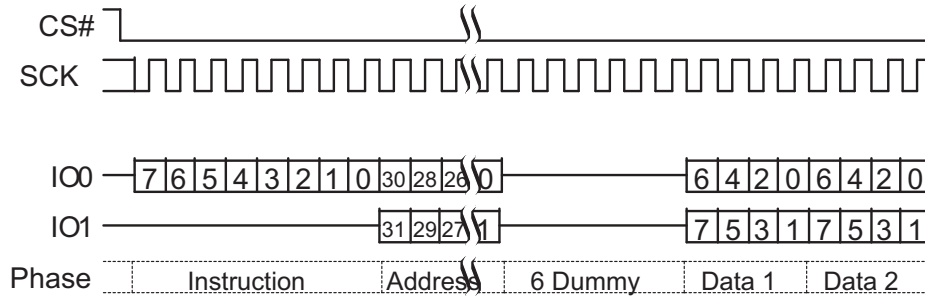 CS#
SCK
IO0 7 6 5 4 3 2 1 0 30 28 26 0 6 4 2 0 6 4 2 0
IO1 31 29 27 1 7 5 3 1 7 5 3 1
Phase Instruction Address 6 Dummy Data 1 Data 2